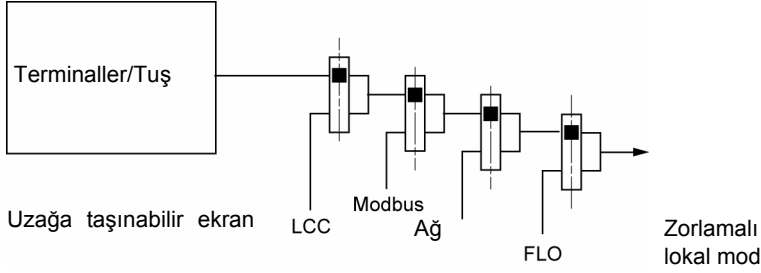 Terminaller/Tuş
Uzağa taşınabilir ekran
LCC
Modbus
Ağ
FLO
Zorlamalı
lokal mod